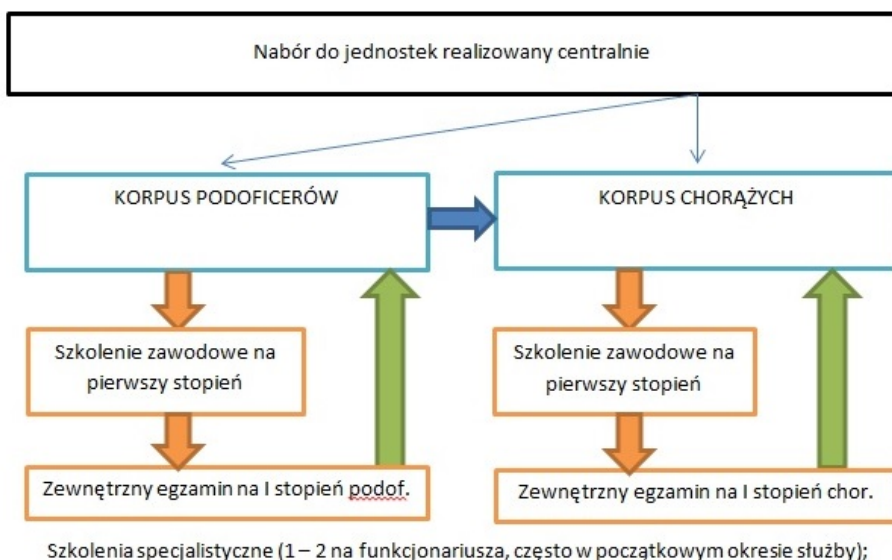 Nabór do jednostek realizowany centralnie
KORPUS PODOFICERÓW
KORPUS CHORĄŻYCH
Szkolenie zawodowe na
pierwszy stopień
Szkolenie zawodowe na
pierwszy stopień
Zewnętrzny egzamin na I stopień podof.
Zewnętrzny egzamin na I stopień chor.
Szkolenia specjalistyczne (1 – 2 na funkcjonariusza, często w początkowym okresie służby);